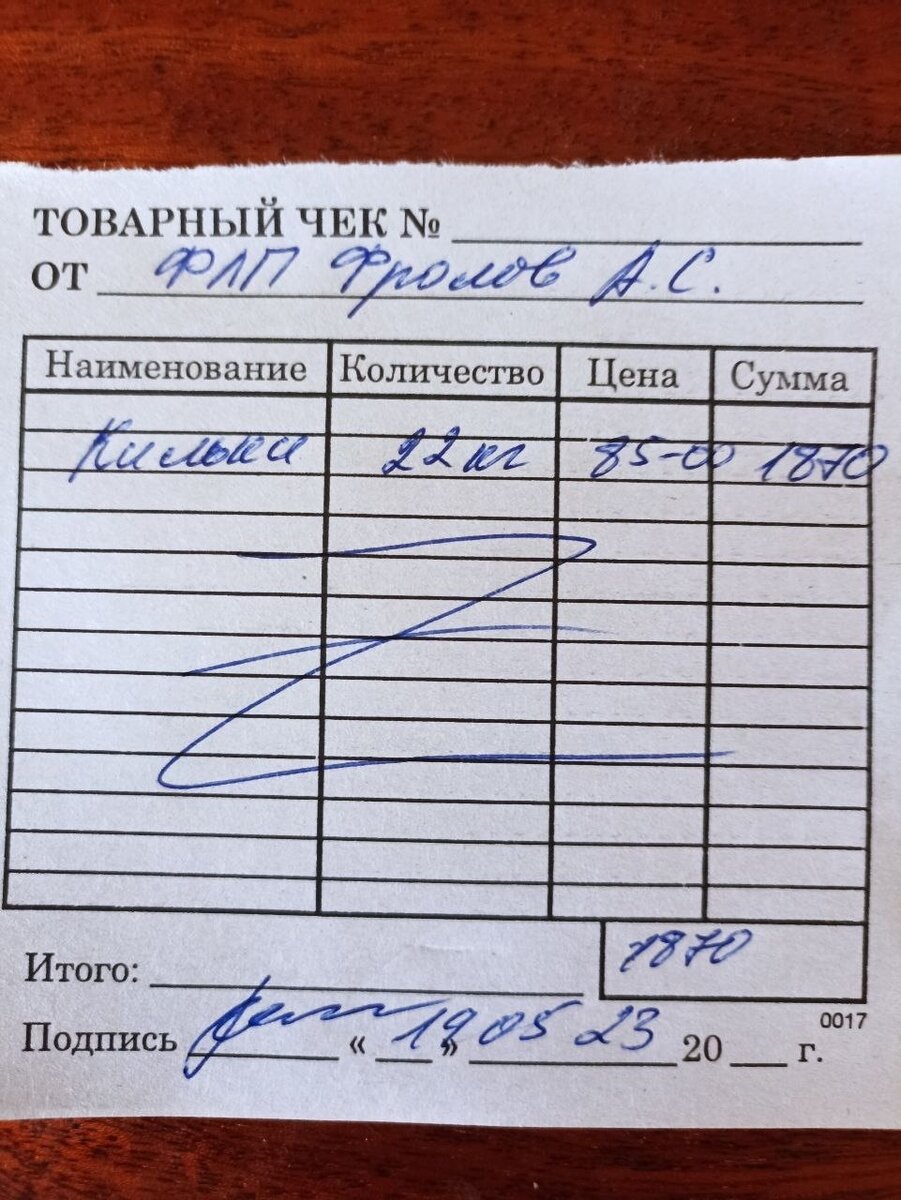 ТОВАРНЫЙ ЧЕК №
ОТ ФЛП Фролов А.С.
Наименование Количество Цена Сумма
Кильки 22 кг 85-00 1870
Итого: 1870
0017
Подпись « 19 » 05 23 20 г.